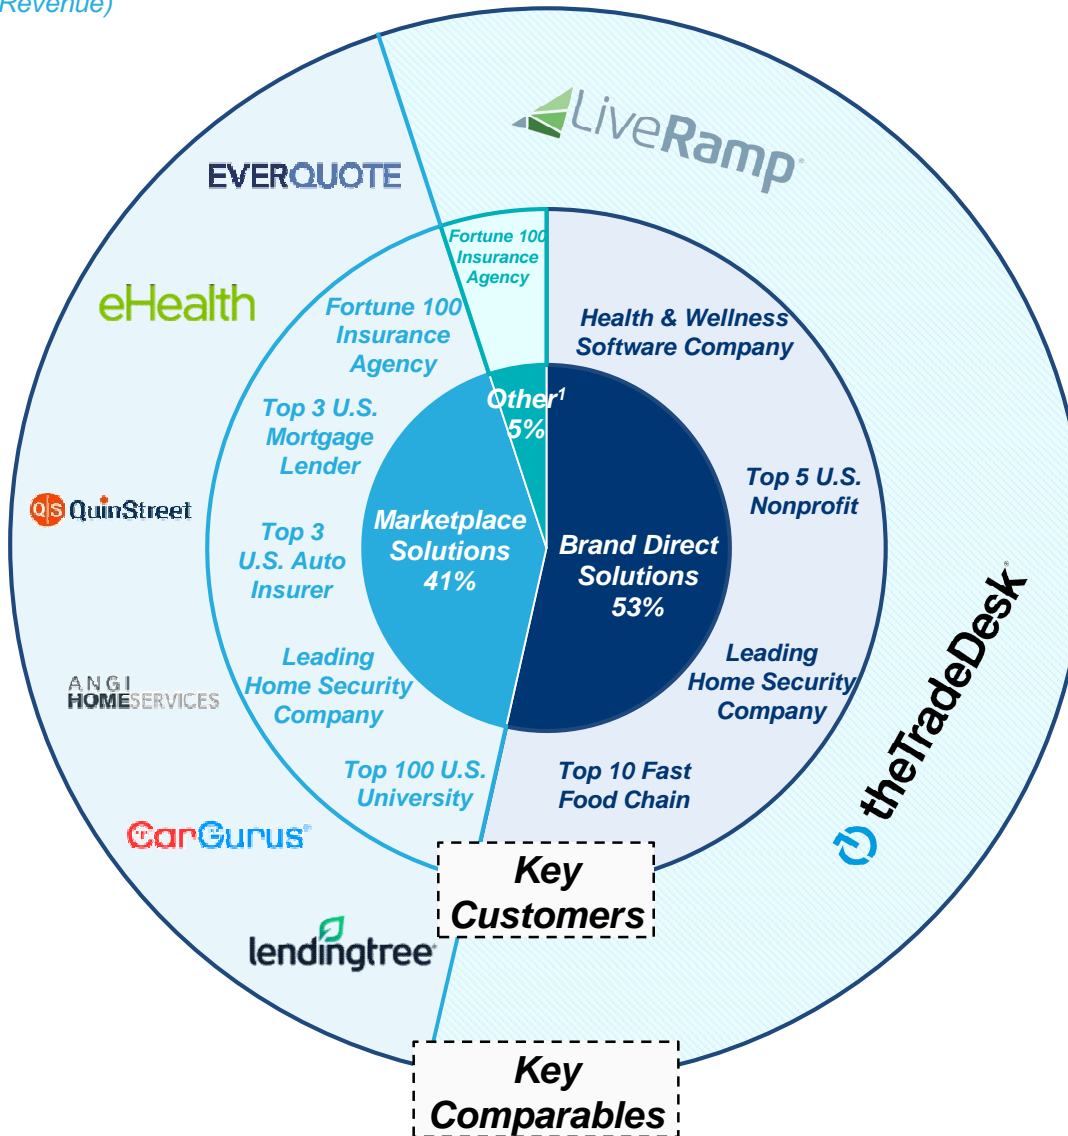 Revenue)
LiveRamp
EVERQUOTE
Fortune 100
Insurance
Agency
eHealth
Fortune 100
Insurance
Agency
Health & Wellness
Software Company
Other1
5%
Top 3 U.S.
Mortgage
Lender
Top 5 U.S.
Nonprofit
QS QuinStreet
Marketplace
Solutions
41%
Brand Direct
Solutions
53%
Top 3
U.S. Auto
Insurer
Leading
Home Security
Company
Leading
Home Security
Company
ANGI
HOMESERVICES
theTradeDesk
Top 100 U.S.
University
Top 10 Fast
Food Chain
CarGurus
Key
Customers
lendingtree
Key
Comparables